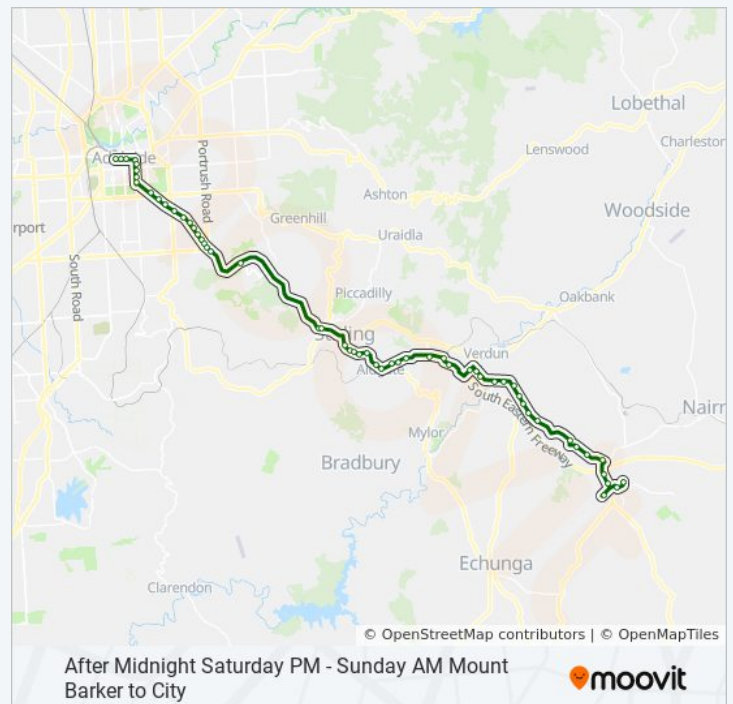 Lobethal
Charleston
Lenswood
Adelaide
Portrush Road
Ashton
Woodside
Greenhill
rport
Uraidla
South Road
Piccadilly
Oakbank
Stirling
Verdun
Aldgate
South Eastern Freeway
Nairn
Mylor
Bradbury
Echunga
Clarendon
© OpenStreetMap contributors | © OpenMapTiles
After Midnight Saturday PM - Sunday AM Mount
Barker to City
moovit